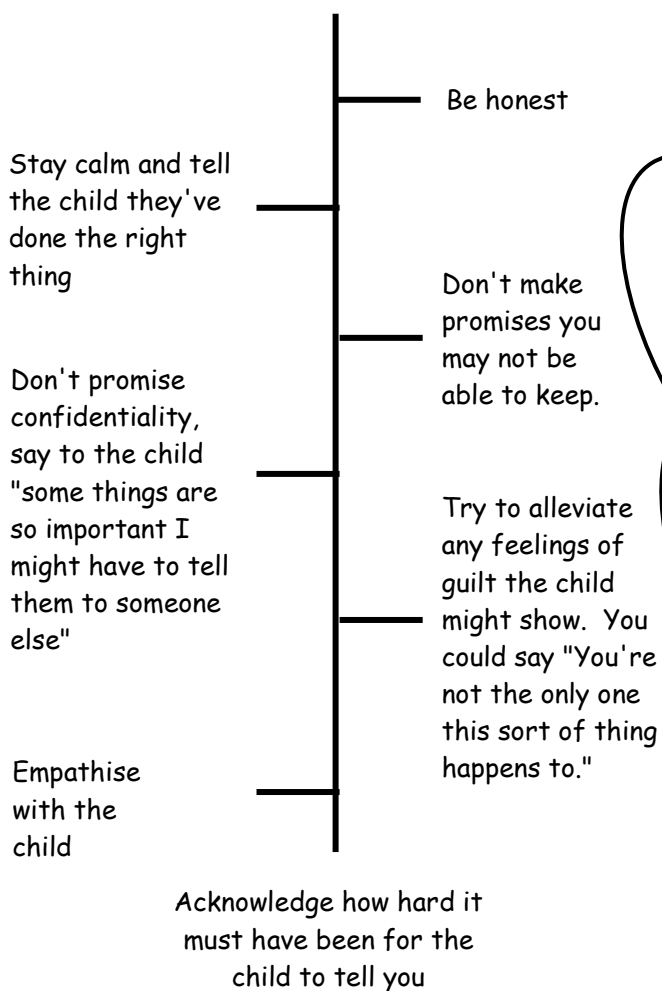 Be honest
Stay calm and tell
the child they've
done the right
thing
Don't make
promises you
may not be
able to keep.
Don't promise
confidentiality,
say to the child
"some things are
so important I
might have to tell
them to someone
else"
Try to alleviate
any feelings of
guilt the child
might show.  You
could say "You're
not the only one
this sort of thing
happens to."
Empathise
with the
child
Acknowledge how hard it
must have been for the
child to tell you